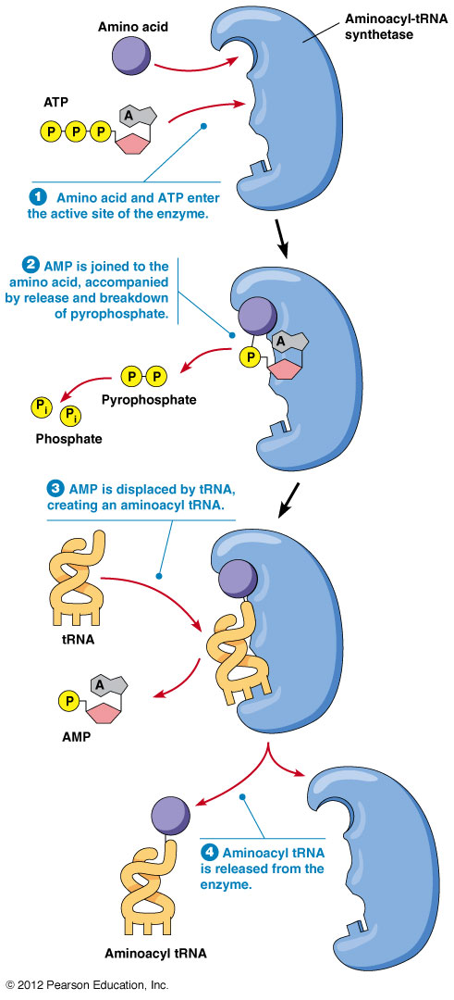 Amino acid
Aminoacyl-tRNA
synthetase
ATP
A
P P P
1 Amino acid and ATP enter
the active site of the enzyme.
2 AMP is joined to the
amino acid, accompanied
by release and breakdown
of pyrophosphate.
A
P
P P
Pyrophosphate
Pi
Pi
Phosphate
3 AMP is displaced by tRNA,
creating an aminoacyl tRNA.
tRNA
A
P
AMP
4 Aminoacyl tRNA
is released from the
enzyme.
Aminoacyl tRNA
© 2012 Pearson Education, Inc.